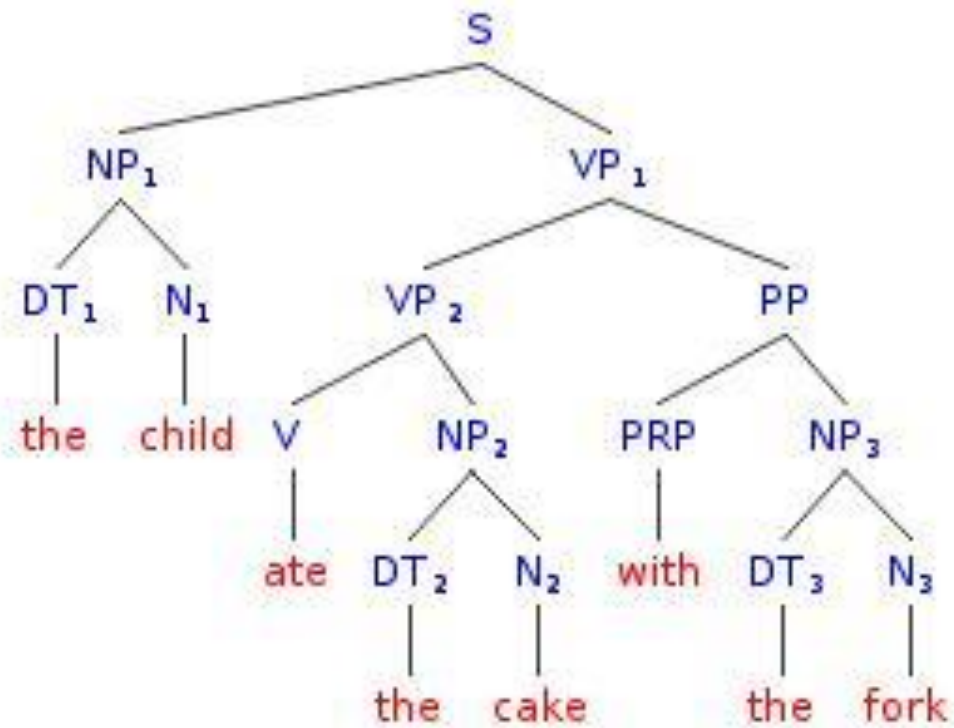 S
NP₁ VP₁
DT₁ N₁ VP₂ PP
the child V NP₂ PRP NP₃
ate DT₂ N₂ with DT₃ N₃
the cake the fork